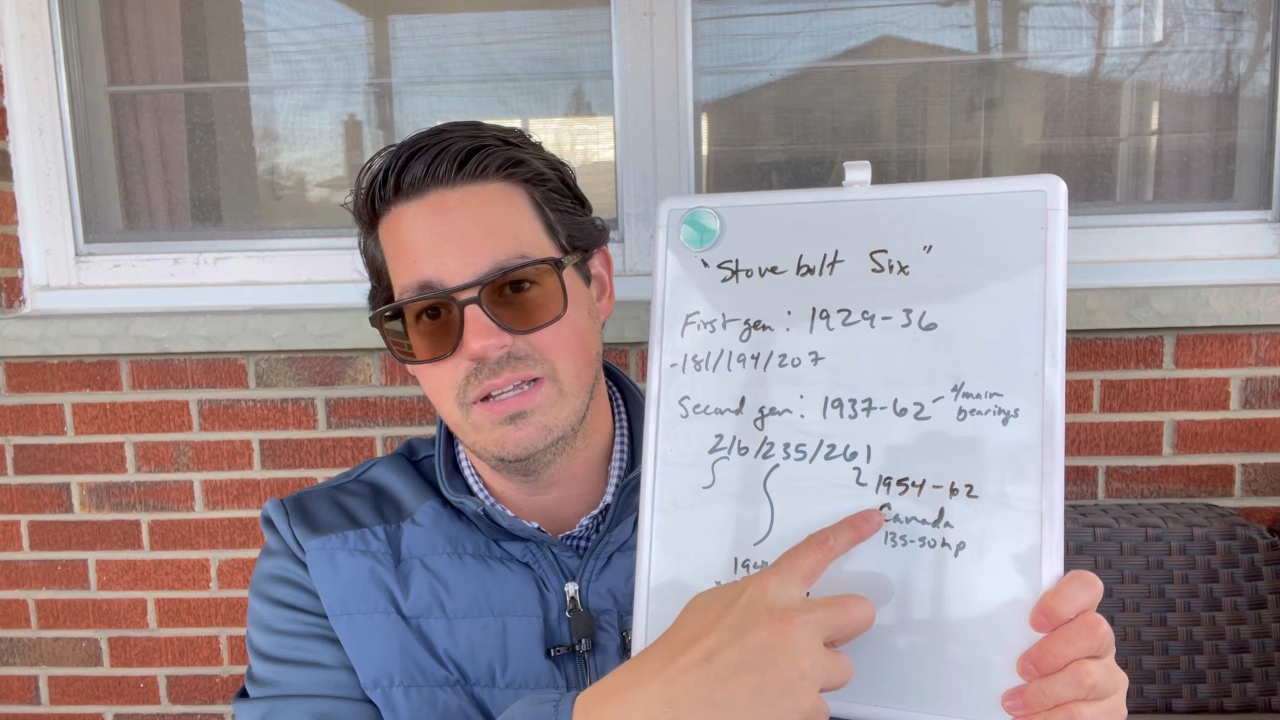 "Stove bolt Six"
First gen: 1929-36
-181/194/207
Second gen: 1937-62 - 4 main
bearings
216/235/261
1954-62
Canada
135-50hp